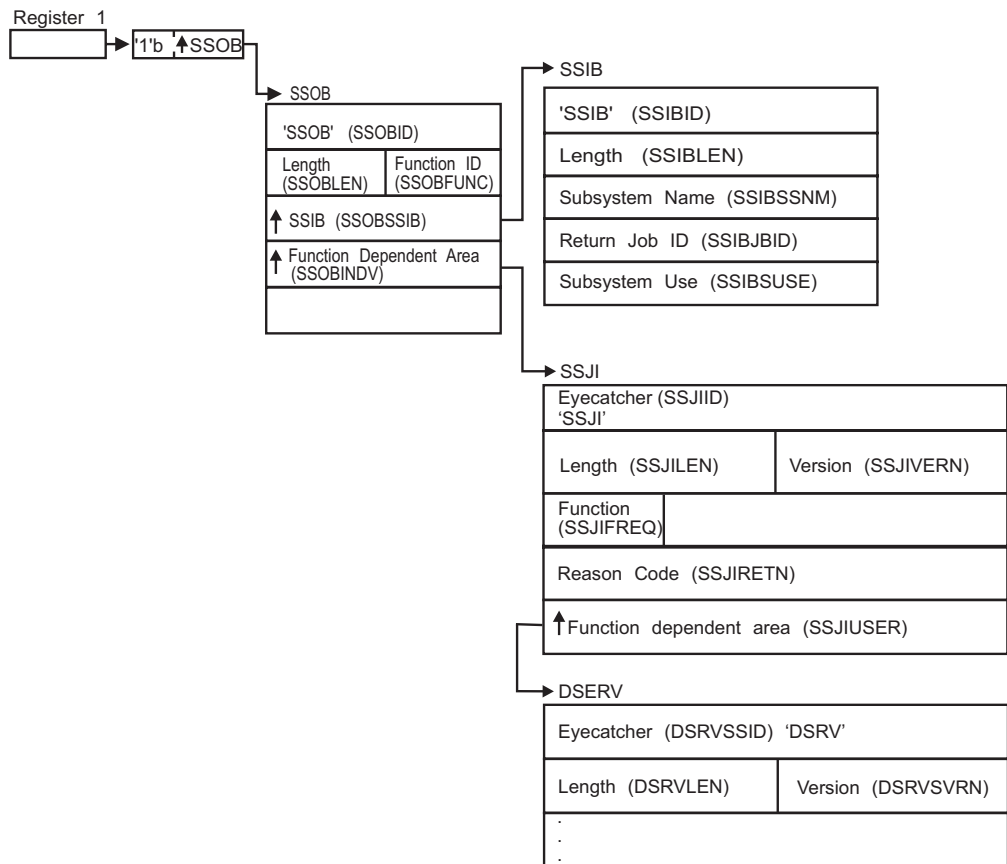 Register 1
'1'b ↑SSOB
SSOB
'SSOB' (SSOBID)
Length
(SSOBLEN)
Function ID
(SSOBFUNC)
↑ SSIB (SSOBSSIB)
↑ Function Dependent Area
(SSOBINDV)
SSIB
'SSIB' (SSIBID)
Length (SSIBLEN)
Subsystem Name (SSIBSSNM)
Return Job ID (SSIBJBID)
Subsystem Use (SSIBSUSE)
SSJI
Eyecatcher (SSJIID)
‘SSJI’
Length (SSJILEN)
Version (SSJIVERN)
Function
(SSJIFREQ)
Reason Code (SSJIRETN)
↑Function dependent area (SSJIUSER)
DSERV
Eyecatcher (DSRVSSID) ‘DSRV’
Length (DSRVLEN)
Version (DSRVSVRN)
.
.
.